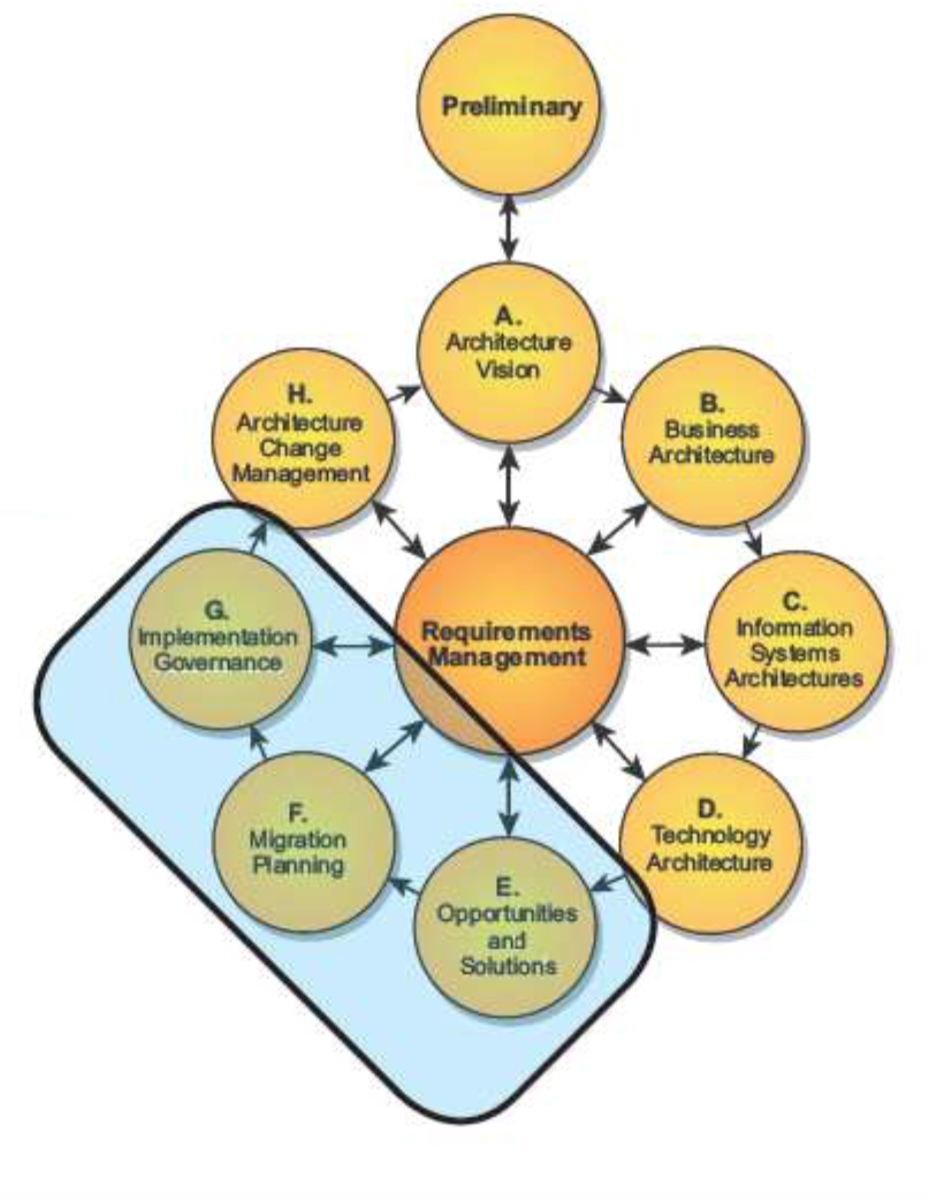 Preliminary
A.
Architecture
Vision
H.
Architecture
Change
Management
B.
Business
Architecture
G.
Implementation
Governance
Requirements
Management
C.
Information
Systems
Architectures
F.
Migration
Planning
D.
Technology
Architecture
E.
Opportunities
and
Solutions